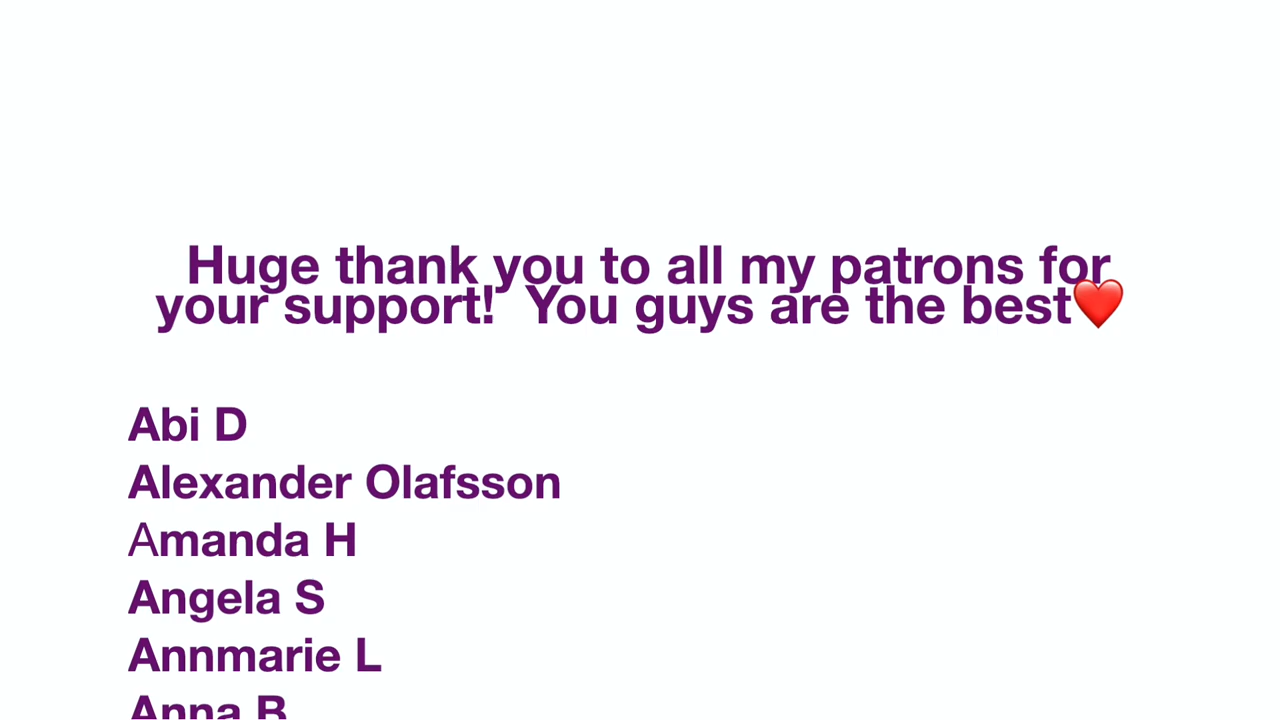 Huge thank you to all my patrons for
your support!  You guys are the best❤️
Abi D
Alexander Olafsson
Amanda H
Angela S
Annmarie L
Anna B